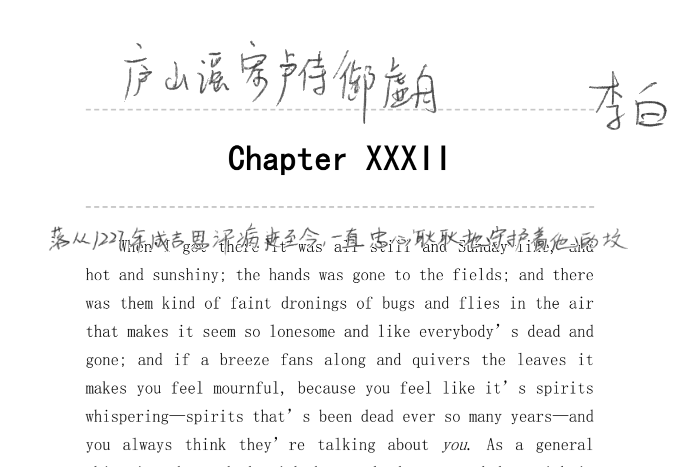 庐山谣寄卢侍御虚舟
李白
Chapter XXXII
落从1227年成吉思汗病逝至今,一直忠心耿耿地守护着他的坟
When I got there it was all still and Sunday like, and
hot and sunshiny; the hands was gone to the fields; and there
was them kind of faint dronings of bugs and flies in the air
that makes it seem so lonesome and like everybody’s dead and
gone; and if a breeze fans along and quivers the leaves it
makes you feel mournful, because you feel like it’s spirits
whispering—spirits that’s been dead ever so many years—and
you always think they’re talking about you. As a general